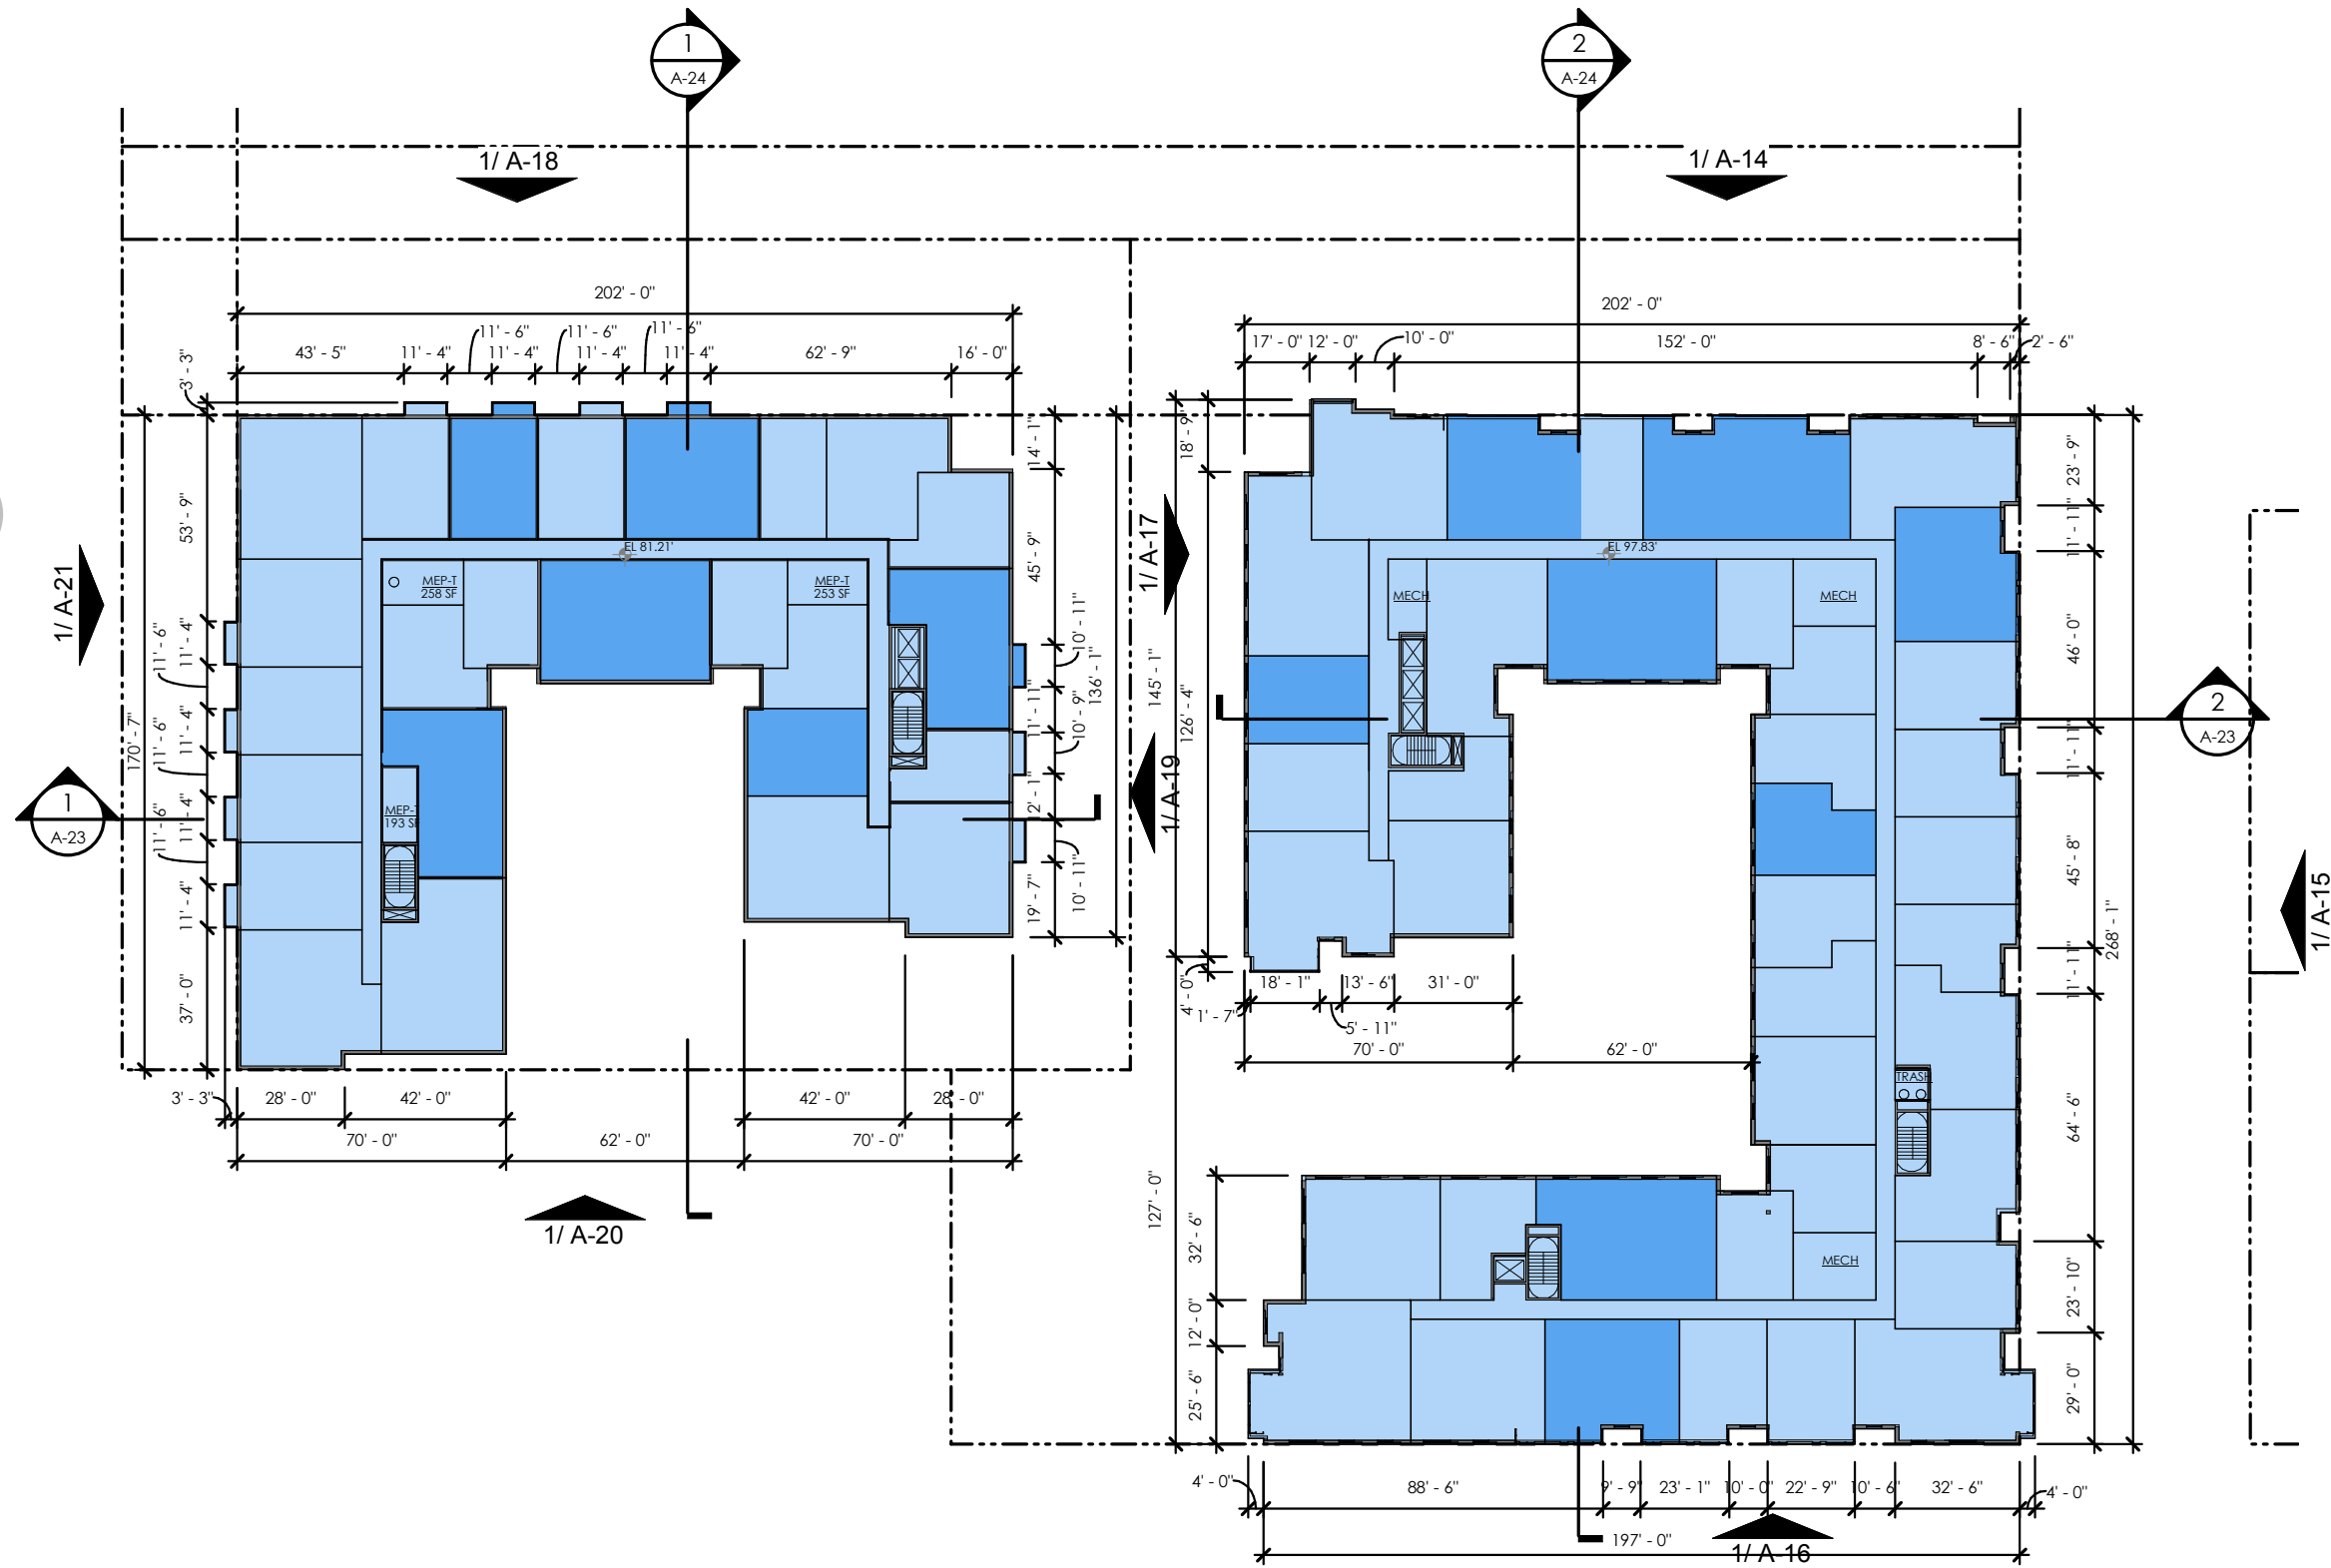 1
A-24
2
A-24
1/ A-18
1/ A-14
202' - 0"
202' - 0"
11' - 6"
11' - 6"
11' - 6"
43' - 5"
11' - 4"
11' - 4"
11' - 4"
11' - 4"
62' - 9"
16' - 0"
17' - 0"
12' - 0"
10' - 0"
152' - 0"
8' - 6"
2' - 6"
3' - 3"
14' - 1"
18' - 9"
23' - 9"
53' - 9"
45' - 9"
11' - 11"
1/ A-17
EL 81.21'
EL 97.83'
MEP-T
258 SF
MEP-T
253 SF
MECH
MECH
1/ A-21
11' - 4"
11' - 6"
11' - 4"
11' - 6"
11' - 4"
11' - 6"
11' - 4"
170' - 7"
10' - 11"
136' - 1"
11' - 11"
10' - 9"
12' - 1"
10' - 11"
19' - 7"
145' - 1"
126' - 4"
46' - 0"
2
A-23
11' - 11"
1/ A-19
MEP-T
193 SF
1
A-23
45' - 8"
268' - 1"
1/ A-15
11' - 11"
37' - 0"
4' - 0"
1' - 7"
18' - 1"
13' - 6"
31' - 0"
5' - 11"
70' - 0"
62' - 0"
TRASH
64' - 6"
3' - 3"
28' - 0"
42' - 0"
42' - 0"
28' - 0"
70' - 0"
62' - 0"
70' - 0"
127' - 0"
1/ A-20
32' - 6"
MECH
12' - 0"
23' - 10"
25' - 6"
29' - 0"
4' - 0"
88' - 6"
9' - 9"
23' - 1"
10' - 0"
22' - 9"
10' - 6"
32' - 6"
4' - 0"
197' - 0"
1/ A-16